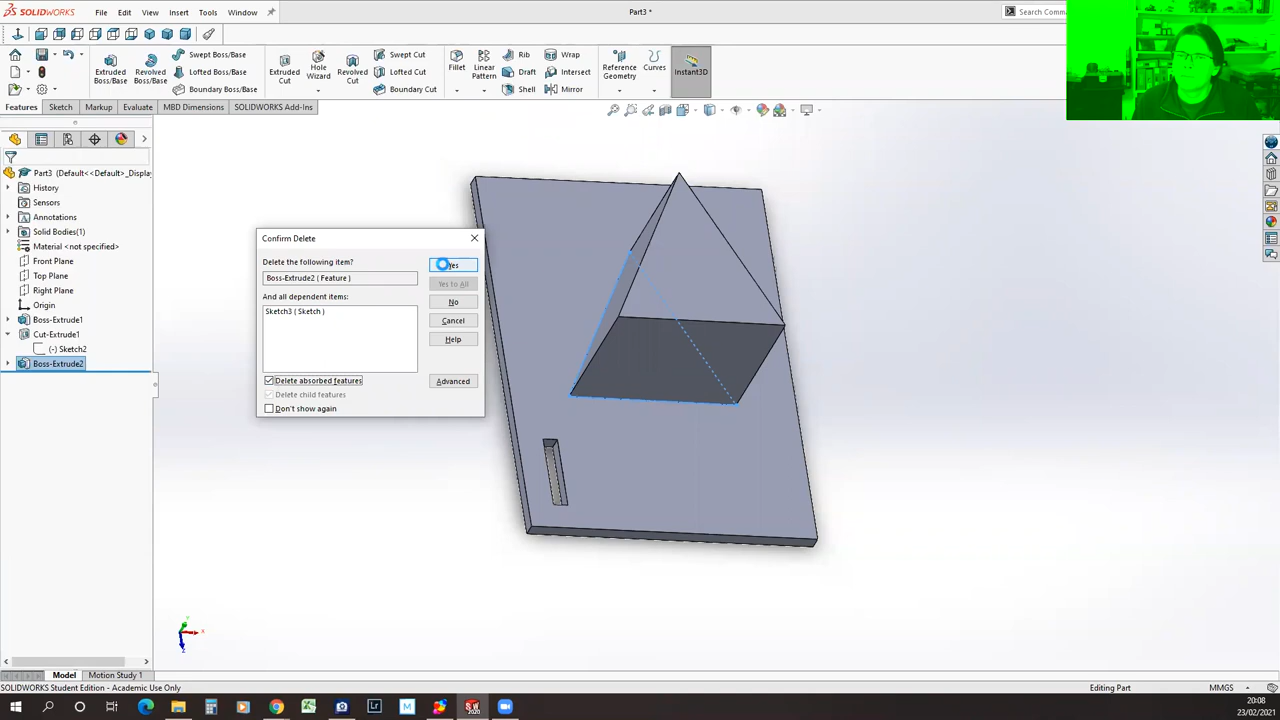 SOLIDWORKS
File Edit View Insert Tools Window
Part3 *
Search Comm
Extruded Boss/Base
Revolved Boss/Base
Swept Boss/Base
Lofted Boss/Base
Boundary Boss/Base
Extruded Cut
Hole Wizard
Revolved Cut
Swept Cut
Lofted Cut
Boundary Cut
Fillet
Linear Pattern
Rib
Draft
Shell
Wrap
Intersect
Mirror
Reference Geometry
Curves
Instant3D
Features Sketch Markup Evaluate MBD Dimensions SOLIDWORKS Add-Ins
Part3 (Default<<Default>_Display
History
Sensors
Annotations
Solid Bodies(1)
Material <not specified>
Front Plane
Top Plane
Right Plane
Origin
Boss-Extrude1
Cut-Extrude1
(-) Sketch2
Boss-Extrude2
Confirm Delete
Delete the following item?
Boss-Extrude2 ( Feature )
And all dependent items:
Sketch3 ( Sketch )
Yes to All
No
Cancel
Help
Advanced
Delete absorbed features
Delete child features
Don't show again
Model Motion Study 1
SOLIDWORKS Student Edition - Academic Use Only
Editing Part
MMGS
20:08
23/02/2021